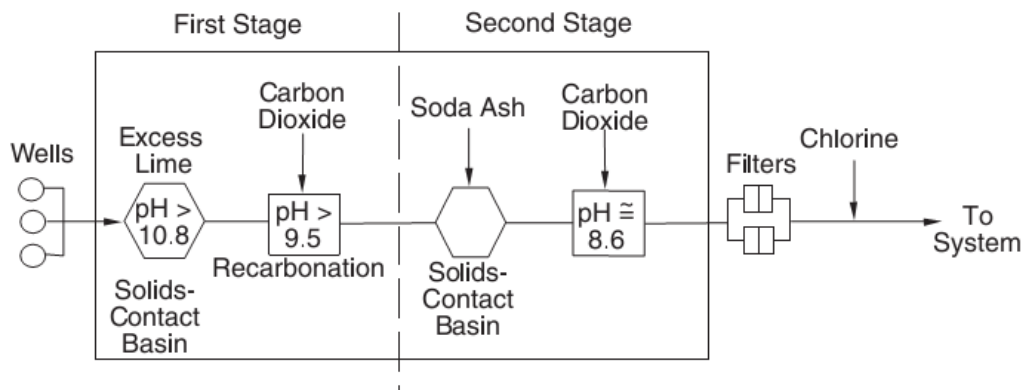 First Stage
Second Stage
Wells
Excess
Lime
pH >
10.8
Solids-
Contact
Basin
Carbon
Dioxide
pH >
9.5
Recarbonation
Soda Ash
Solids-
Contact
Basin
Carbon
Dioxide
pH ≅
8.6
Filters
Chlorine
To
System